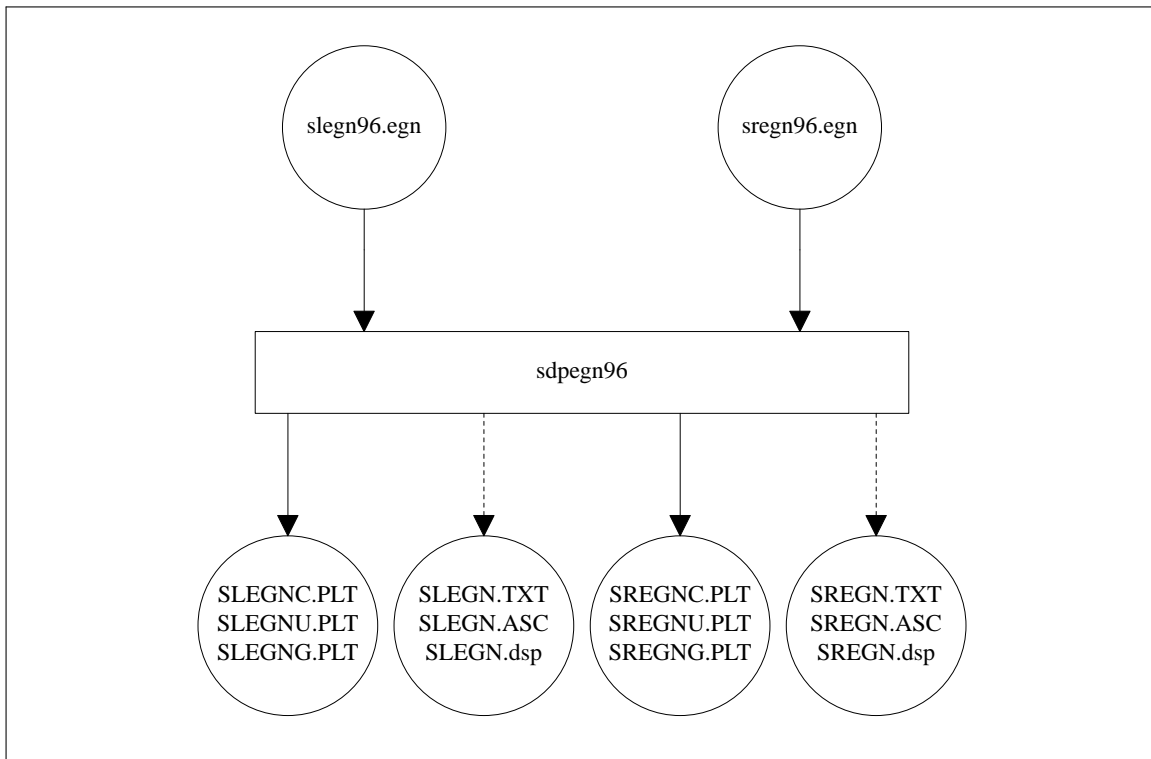 slegn96.egn
sregn96.egn
sdpegn96
SLEGNC.PLT
SLEGNU.PLT
SLEGNG.PLT
SLEGN.TXT
SLEGN.ASC
SLEGN.dsp
SREGNC.PLT
SREGNU.PLT
SREGNG.PLT
SREGN.TXT
SREGN.ASC
SREGN.dsp